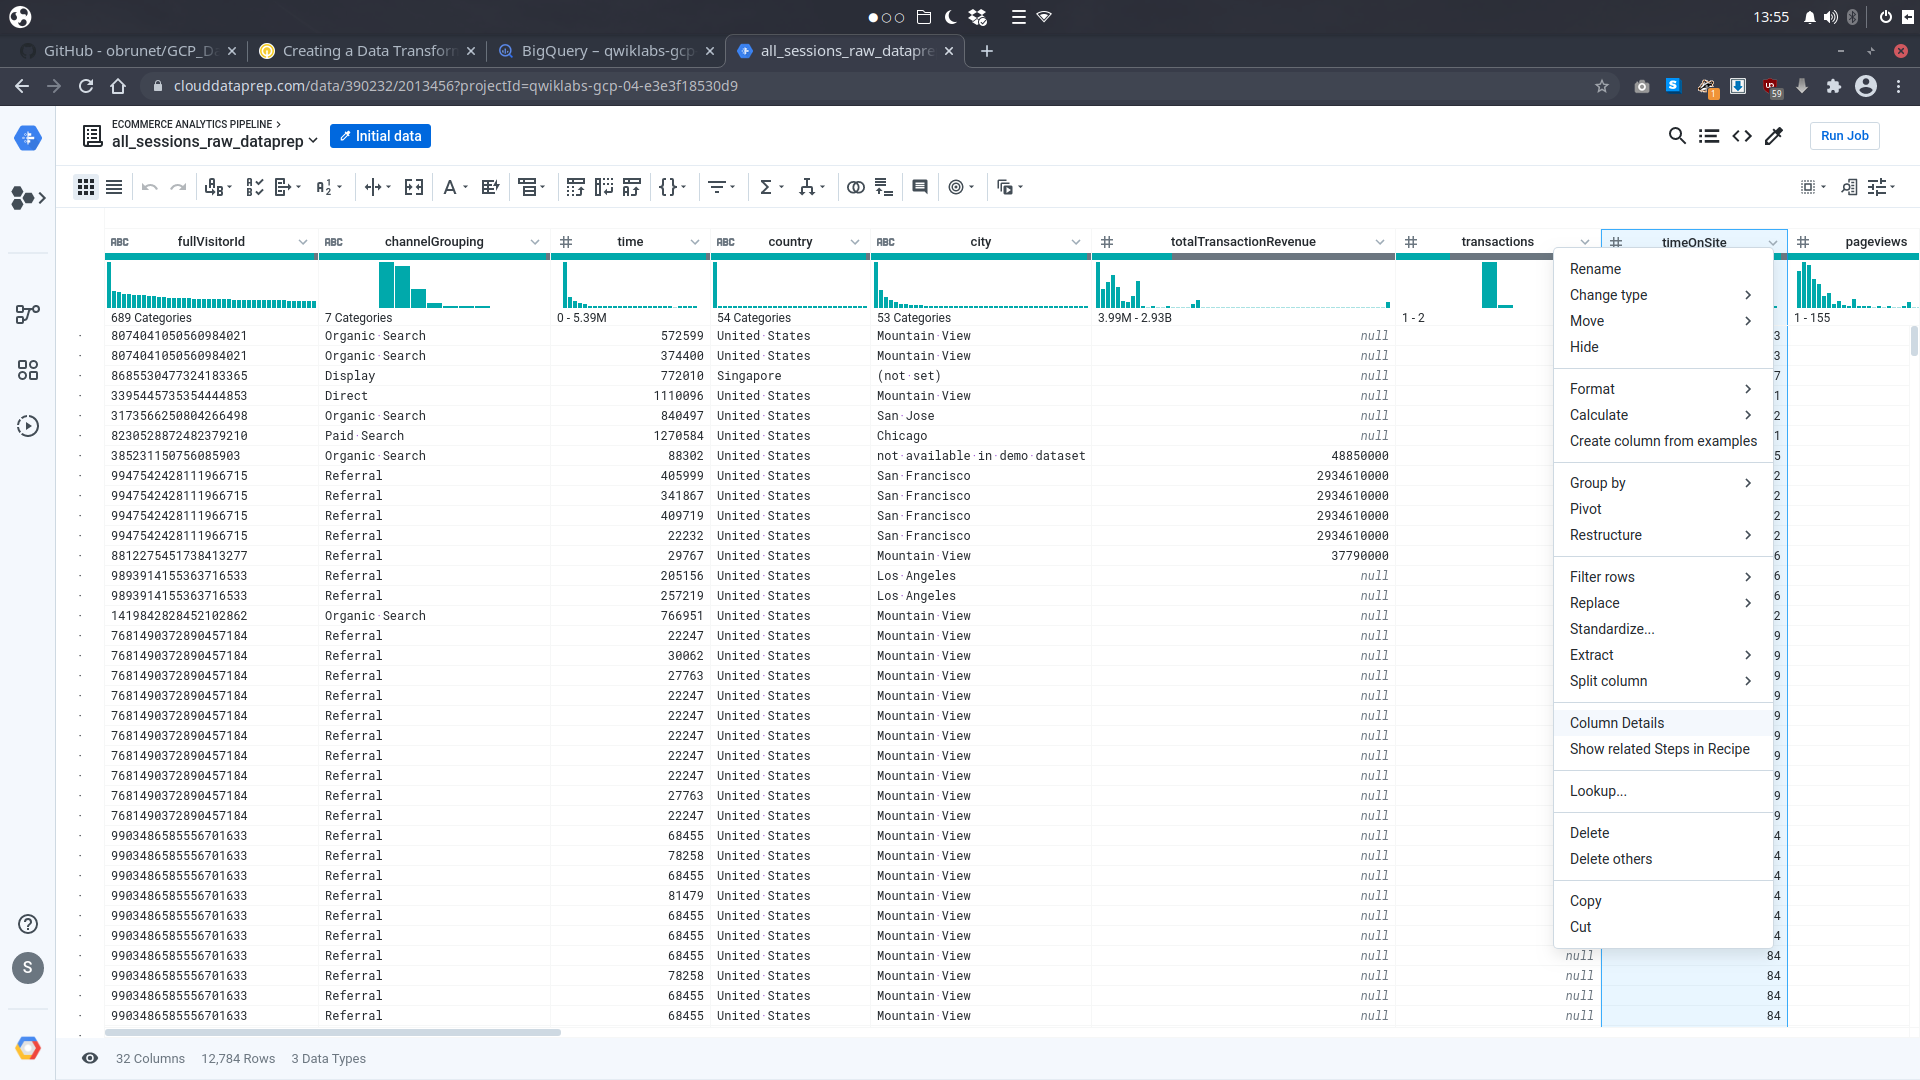 13:55
GitHub - obrunet/GCP_Da
Creating a Data Transforn
BigQuery – qwiklabs-gcp
all_sessions_raw_datapre
clouddataprep.com/data/390232/2013456?projectId=qwiklabs-gcp-04-e3e3f18530d9
1
59
ECOMMERCE ANALYTICS PIPELINE
all_sessions_raw_dataprep
Initial data
Run Job
ABC fullVisitorId ABC channelGrouping # time ABC country ABC city # totalTransactionRevenue # transactions # timeOnSite # pageviews
689 Categories 7 Categories 0 - 5.39M 54 Categories 53 Categories 3.99M - 2.93B 1 - 2 1 - 155
8074041050560984021 Organic Search 572599 United States Mountain View null 3
8074041050560984021 Organic Search 374400 United States Mountain View null 3
8685530477324183365 Display 772010 Singapore (not set) null 7
3395445735354444853 Direct 1110096 United States Mountain View null 1
3173566250804266498 Organic Search 840497 United States San Jose null 2
8230528872482379210 Paid Search 1270584 United States Chicago null 1
385231150756085903 Organic Search 88302 United States not available in demo dataset 48850000 5
9947542428111966715 Referral 405999 United States San Francisco 2934610000 2
9947542428111966715 Referral 341867 United States San Francisco 2934610000 2
9947542428111966715 Referral 409719 United States San Francisco 2934610000 2
9947542428111966715 Referral 22232 United States San Francisco 2934610000 2
8812275451738413277 Referral 29767 United States Mountain View 37790000 6
9893914155363716533 Referral 205156 United States Los Angeles null 6
9893914155363716533 Referral 257219 United States Los Angeles null 6
1419842828452102862 Organic Search 766951 United States Mountain View null 2
7681490372890457184 Referral 22247 United States Mountain View null 9
7681490372890457184 Referral 30062 United States Mountain View null 9
7681490372890457184 Referral 27763 United States Mountain View null 9
7681490372890457184 Referral 22247 United States Mountain View null 9
7681490372890457184 Referral 22247 United States Mountain View null 9
7681490372890457184 Referral 22247 United States Mountain View null 9
7681490372890457184 Referral 22247 United States Mountain View null 9
7681490372890457184 Referral 22247 United States Mountain View null 9
7681490372890457184 Referral 27763 United States Mountain View null 9
7681490372890457184 Referral 22247 United States Mountain View null 9
9903486585556701633 Referral 68455 United States Mountain View null 4
9903486585556701633 Referral 78258 United States Mountain View null 4
9903486585556701633 Referral 68455 United States Mountain View null 4
9903486585556701633 Referral 81479 United States Mountain View null 4
9903486585556701633 Referral 68455 United States Mountain View null 4
9903486585556701633 Referral 68455 United States Mountain View null 4
9903486585556701633 Referral 68455 United States Mountain View null null 84
9903486585556701633 Referral 78258 United States Mountain View null null 84
9903486585556701633 Referral 68455 United States Mountain View null null 84
9903486585556701633 Referral 68455 United States Mountain View null null 84
Rename
Change type
Move
Hide
Format
Calculate
Create column from examples
Group by
Pivot
Restructure
Filter rows
Replace
Standardize...
Extract
Split column
Column Details
Show related Steps in Recipe
Lookup...
Delete
Delete others
Copy
Cut
S
32 Columns 12,784 Rows 3 Data Types